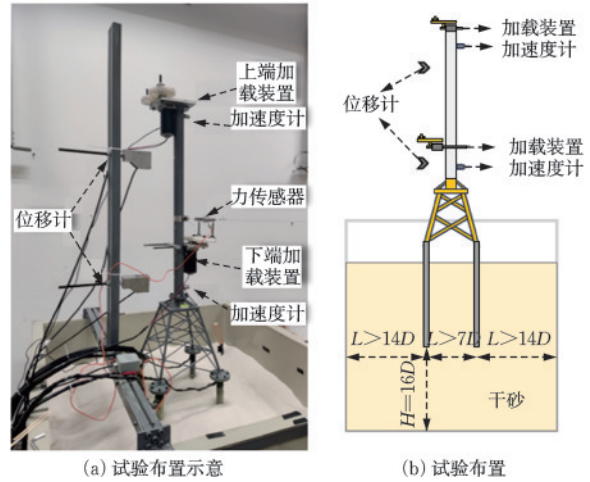 上端加
载装置
加速度计
力传感器
位移计
下端加
载装置
加速度计
(a) 试验布置示意
加载装置
加速度计
位移计
加载装置
加速度计
L>14D
L>7D
L>14D
H=16D
干砂
(b) 试验布置